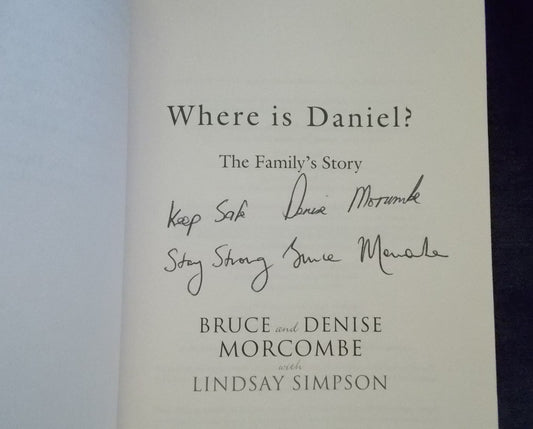 Where is Daniel?
The Family's Story
Keep Safe Denise Morcombe
Stay Strong Bruce Morcombe
BRUCE and DENISE
MORCOMBE
with
LINDSAY SIMPSON